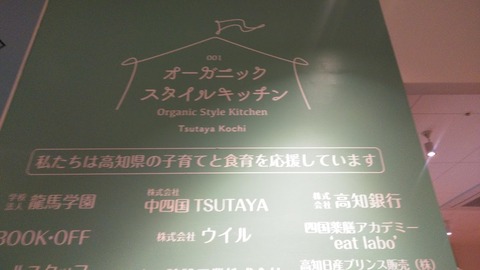 001
オーガニック
スタイルキッチン
Organic Style Kitchen
Tsutaya Kochi
私たちは高知県の子育てと食育を応援しています
学校法人 龍馬学園
株式会社 中四国 TSUTAYA
株式会社 高知銀行
BOOK・OFF
株式会社 ウイル
四国薬膳アカデミー
'eat labo'
高知日産プリンス販売(株)